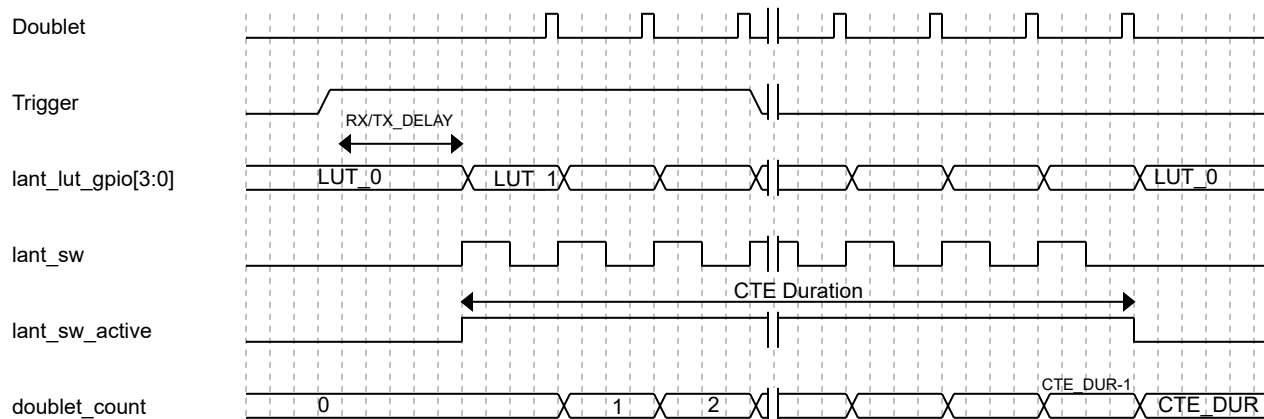 Doublet
Trigger
RX/TX_DELAY
lant_lut_gpio[3:0]
LUT_0
LUT_1
LUT_0
lant_sw
CTE Duration
lant_sw_active
CTE_DUR-1
doublet_count
0
1
2
CTE_DUR